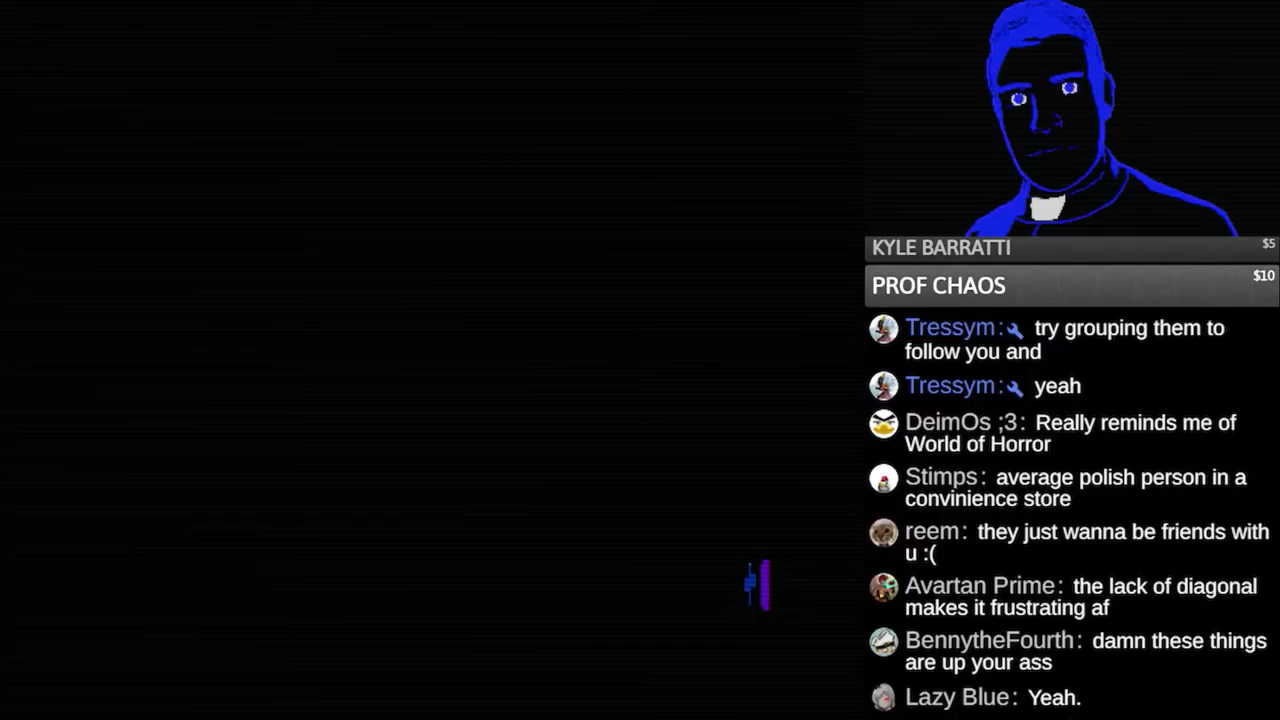 KYLE BARRATTI $5
PROF CHAOS $10
Tressym: try grouping them to
follow you and
Tressym: yeah
DeimOs ;3: Really reminds me of
World of Horror
Stimps: average polish person in a
convinience store
reem: they just wanna be friends with
u :(
Avartan Prime: the lack of diagonal
makes it frustrating af
BennytheFourth: damn these things
are up your ass
Lazy Blue: Yeah.